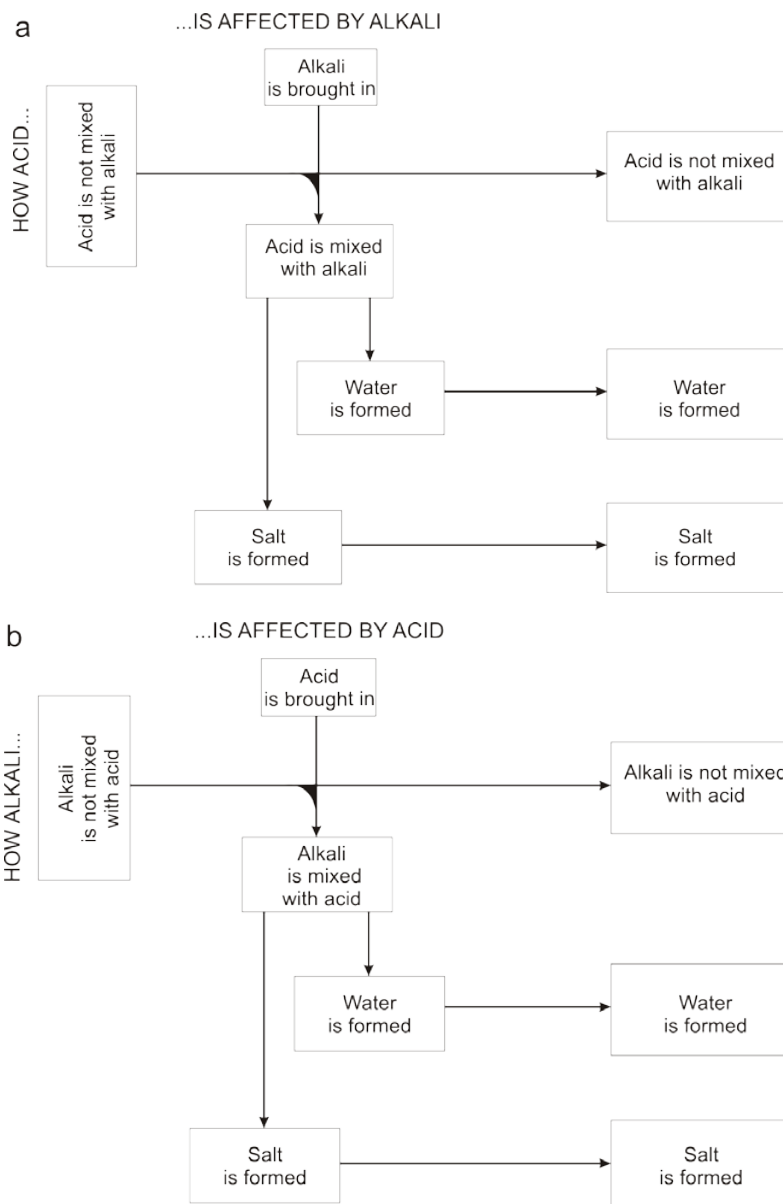 a
...IS AFFECTED BY ALKALI
Alkali
is brought in
HOW ACID...
Acid is not mixed
with alkali
Acid is not mixed
with alkali
Acid is mixed
with alkali
Water
is formed
Water
is formed
Salt
is formed
Salt
is formed
b
...IS AFFECTED BY ACID
Acid
is brought in
HOW ALKALI...
Alkali
is not mixed
with acid
Alkali is not mixed
with acid
Alkali
is mixed
with acid
Water
is formed
Water
is formed
Salt
is formed
Salt
is formed